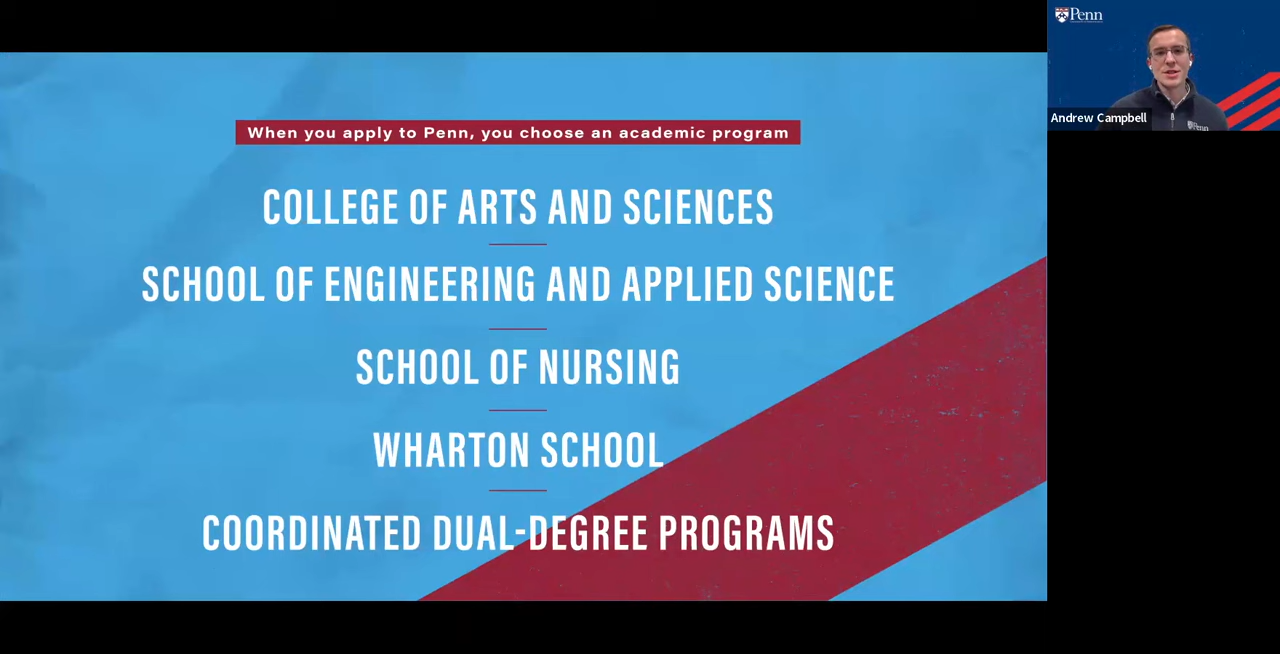 When you apply to Penn, you choose an academic program
COLLEGE OF ARTS AND SCIENCES
SCHOOL OF ENGINEERING AND APPLIED SCIENCE
SCHOOL OF NURSING
WHARTON SCHOOL
COORDINATED DUAL-DEGREE PROGRAMS
Penn
Andrew Campbell
Penn